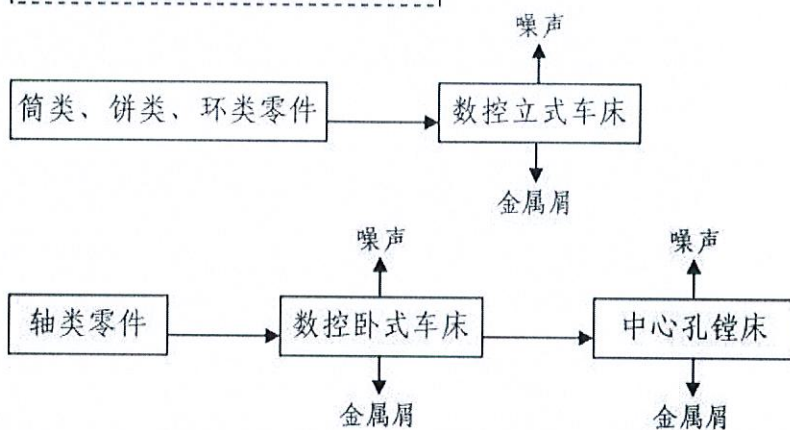 噪声
筒类、饼类、环类零件
数控立式车床
金属屑
噪声
噪声
轴类零件
数控卧式车床
中心孔镗床
金属屑
金属屑